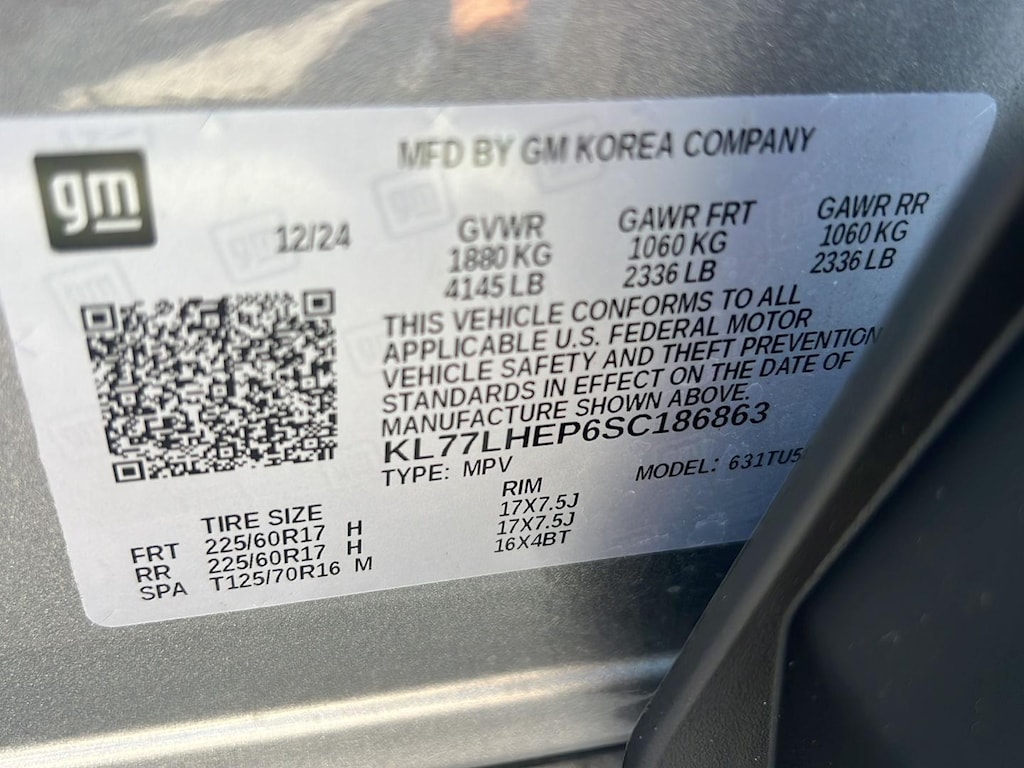 gm
MFD BY GM KOREA COMPANY
12/24
GVWR
1880 KG
4145 LB
GAWR FRT
1060 KG
2336 LB
GAWR RR
1060 KG
2336 LB
THIS VEHICLE CONFORMS TO ALL
APPLICABLE U.S. FEDERAL MOTOR
VEHICLE SAFETY AND THEFT PREVENTION
STANDARDS IN EFFECT ON THE DATE OF
MANUFACTURE SHOWN ABOVE.
KL77LHEP6SC186863
TYPE: MPV MODEL:
TIRE SIZE RIM
FRT 225/60R17 H 17X7.5J
RR 225/60R17 H 17X7.5J
SPA T125/70R16 M 16X4BT